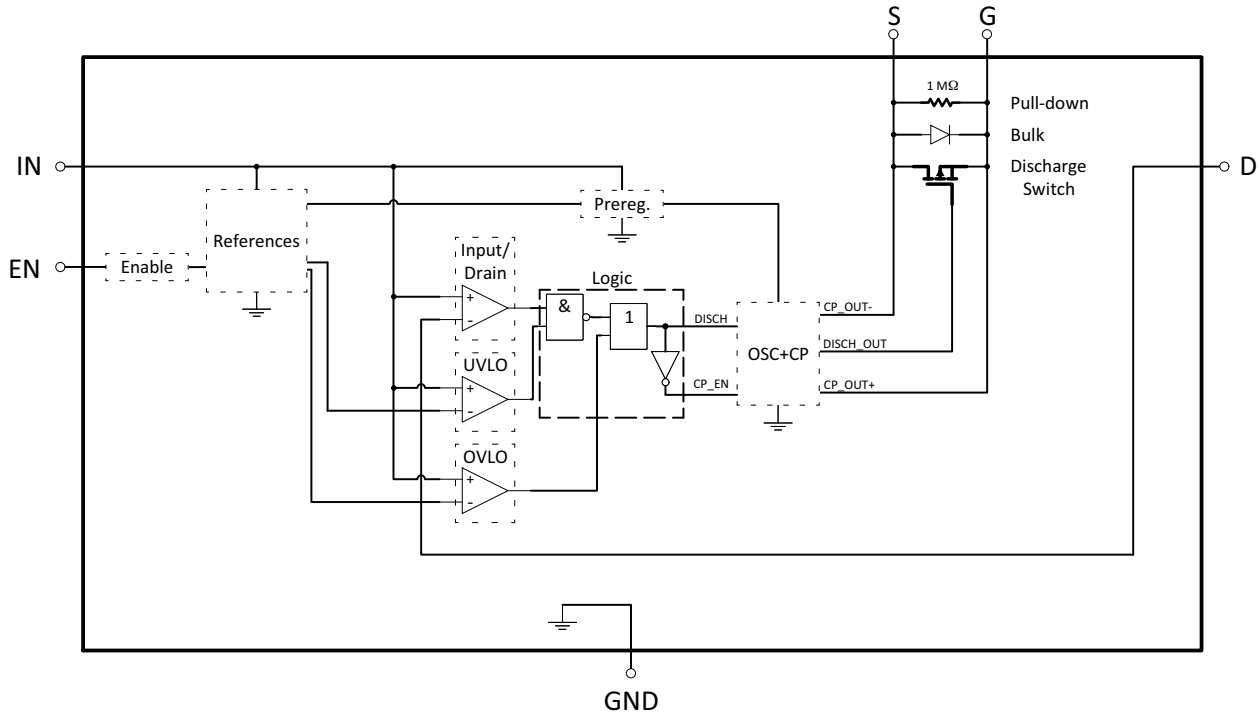 S
G
1 MΩ
Pull-down
Bulk
Discharge
Switch
IN
D
Prereg.
References
EN
Enable
Input/
Drain
+
-
Logic
&
1
DISCH
CP_EN
OSC+CP
CP_OUT-
DISCH_OUT
CP_OUT+
UVLO
+
-
OVLO
+
-
GND